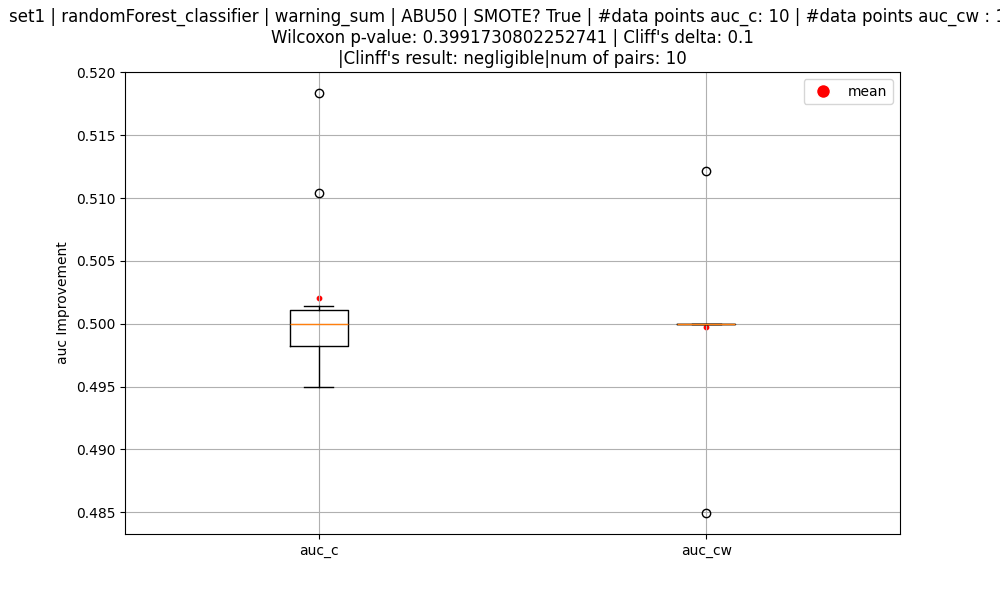 set1 | randomForest_classifier | warning_sum | ABU50 | SMOTE? True | #data points auc_c: 10 | #data points auc_cw :
Wilcoxon p-value: 0.3991730802252741 | Cliff's delta: 0.1
|Clinff's result: negligible|num of pairs: 10
mean
0.520
0.515
0.510
0.505
0.500
0.495
0.490
0.485
auc Improvement
auc_c
auc_cw